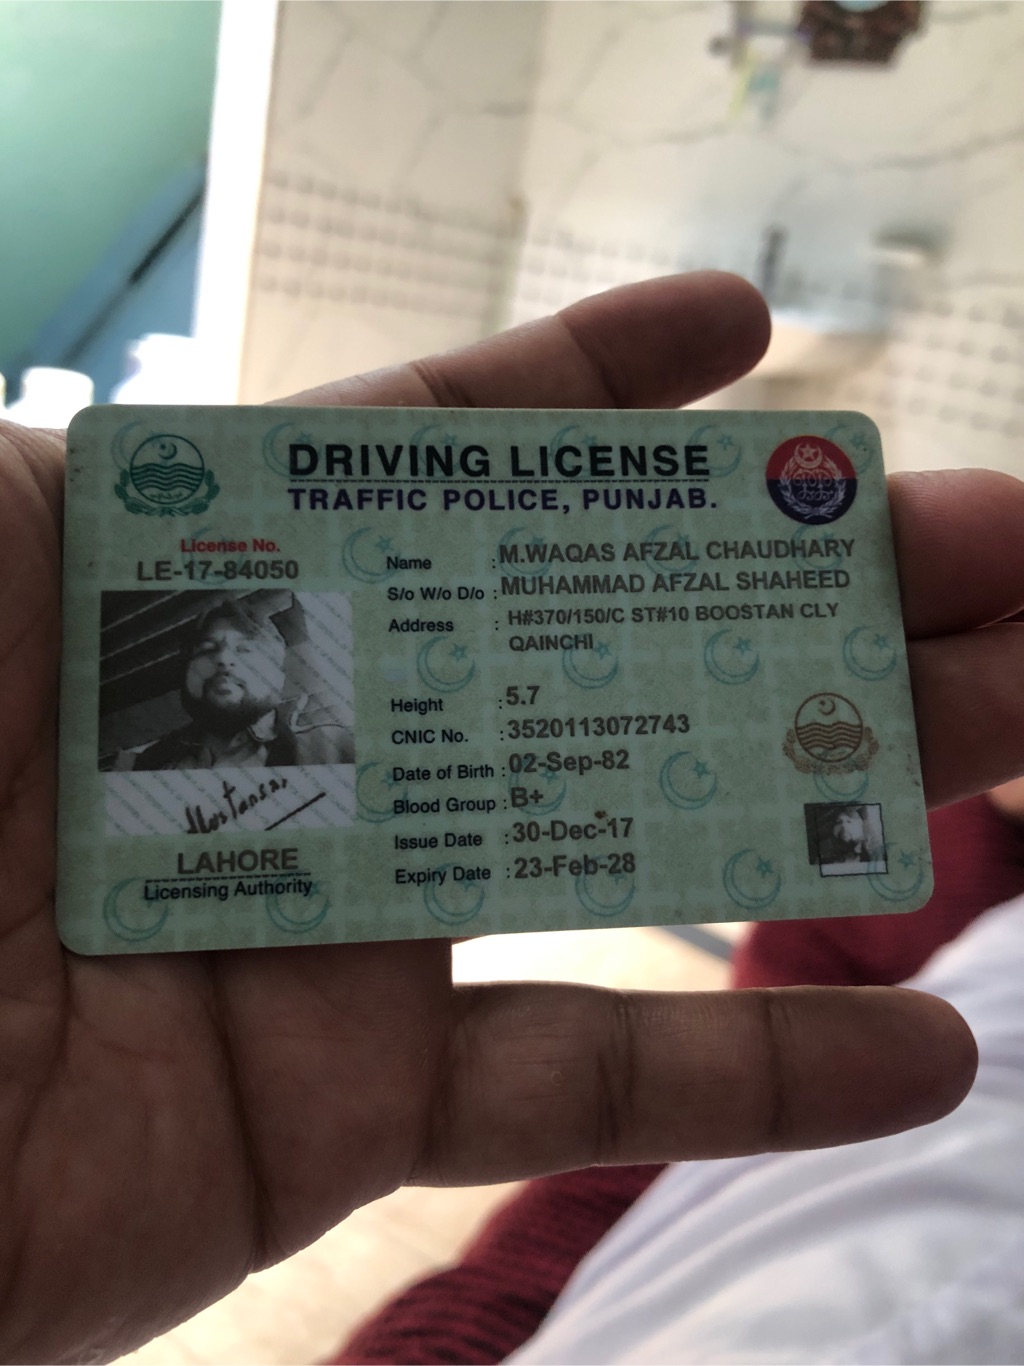 DRIVING LICENSE
TRAFFIC POLICE, PUNJAB.
License No.
LE-17-84050
Name : M.WAQAS AFZAL CHAUDHARY
S/o W/o D/o : MUHAMMAD AFZAL SHAHEED
Address : H#370/150/C ST#10 BOOSTAN CLY
QAINCHI
Height : 5.7
CNIC No. : 3520113072743
Date of Birth : 02-Sep-82
Blood Group : B+
Issue Date : 30-Dec-17
Expiry Date : 23-Feb-28
LAHORE
Licensing Authority